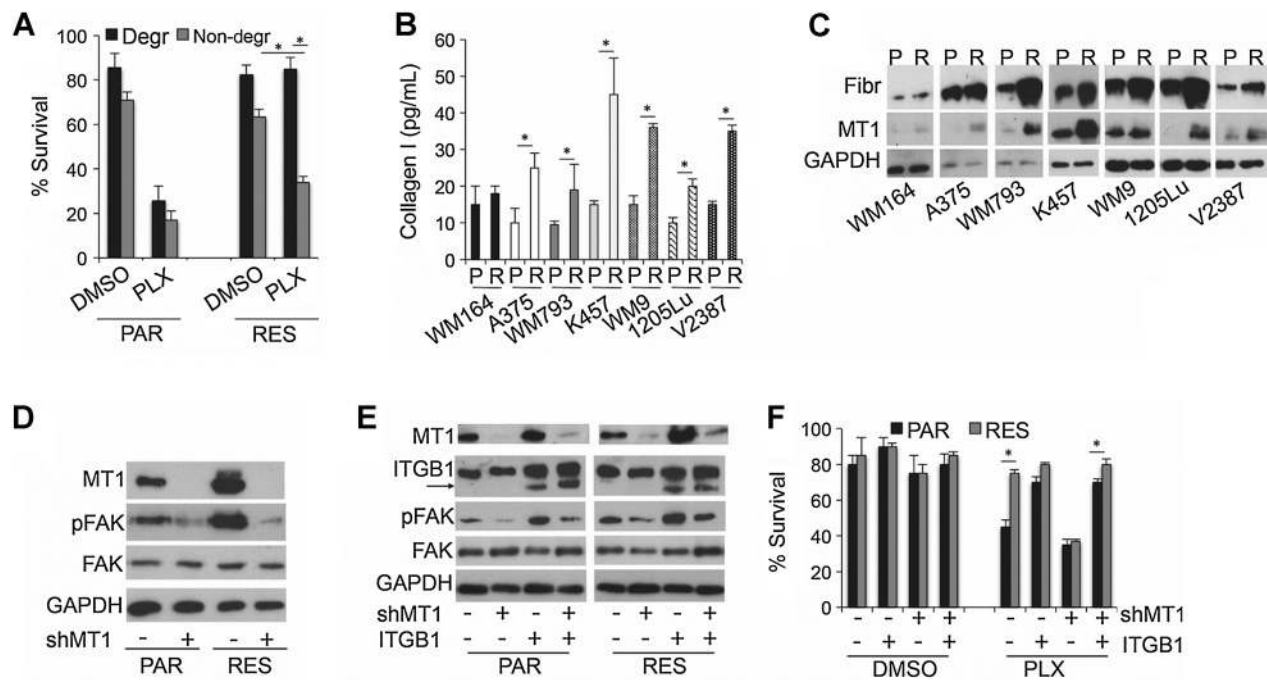 A
Degr Non-degr
* *
100
80
60
40
20
0
% Survival
DMSO PLX DMSO PLX
PAR RES
B
60
50
40
30
20
10
0
Collagen I (pg/mL)
* * * * * *
P R P R P R P R P R P R P R
WM164 A375 WM793 K457 WM9 1205Lu V2387
C
P R P R P R P R P R P R P R
Fibr
MT1
GAPDH
WM164 A375 WM793 K457 WM9 1205Lu V2387
D
MT1
pFAK
FAK
GAPDH
shMT1 - + - +
PAR RES
E
MT1
ITGB1
pFAK
FAK
GAPDH
shMT1 - + - + - + - +
ITGB1 - - + + - - + +
PAR RES
F
PAR RES
* *
100
80
60
40
20
0
% Survival
- - + + - - + + shMT1
- + - + - + - + ITGB1
DMSO PLX